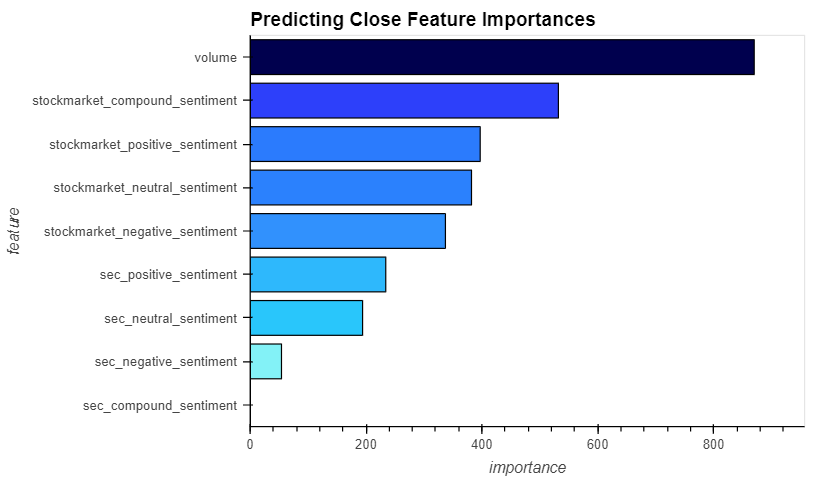 Predicting Close Feature Importances
volume
stockmarket_compound_sentiment
stockmarket_positive_sentiment
stockmarket_neutral_sentiment
stockmarket_negative_sentiment
sec_positive_sentiment
sec_neutral_sentiment
sec_negative_sentiment
sec_compound_sentiment
feature
0 200 400 600 800
importance